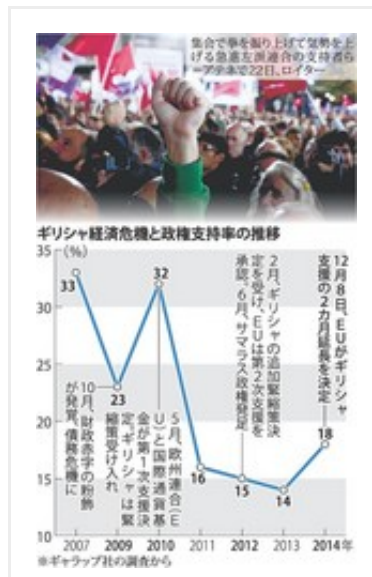 集会で拳を振り上げて気勢を上
げる急進左派連合の支持者ら
＝アテネで22日、ロイター
ギリシャ経済危機と政権支持率の推移
35
(%)
30
25
20
15
10
33
23
32
16
15
14
18
10月、財政赤字の粉飾
が発覚。債務危機に
5月、欧州連合(E
U)と国際通貨基
金が第1次支援決
定。ギリシャは緊
縮策受け入れ
2月、ギリシャの追加緊縮策決
定を受け、EUは第2次支援を
承認。6月、サマラス政権発足
12月8日、EUがギリシャ
支援の2カ月延長を決定
2007
2009
2010
2011
2012
2013
2014年
※ギャラップ社の調査から